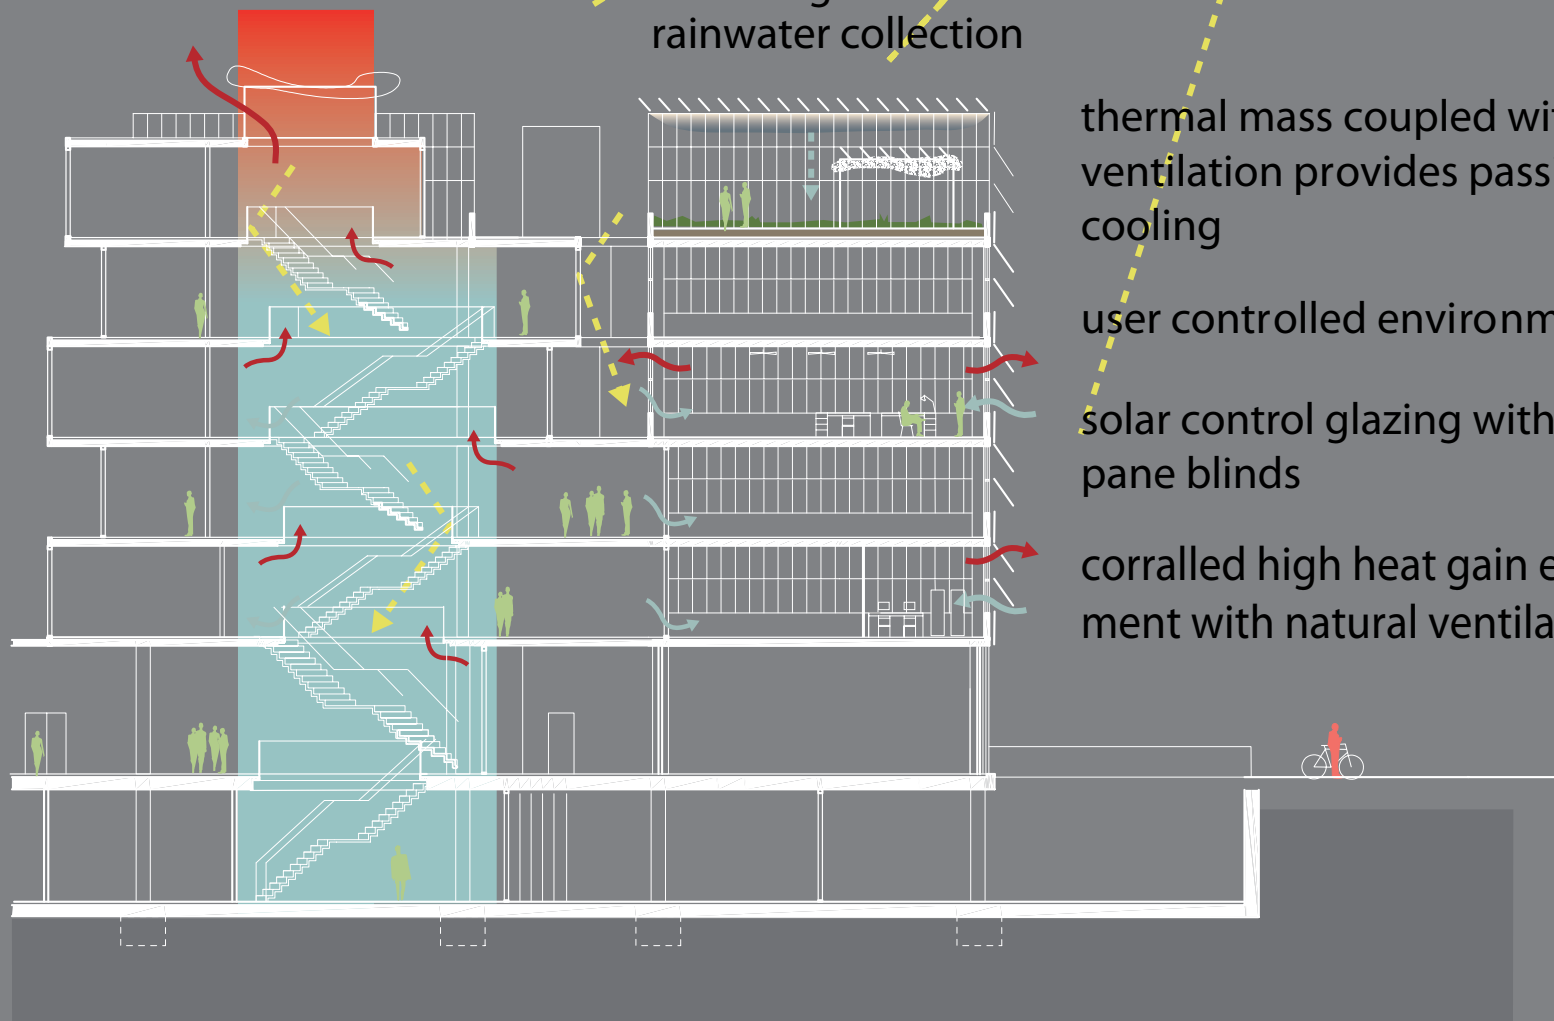 rainwater collection
thermal mass coupled wi
ventilation provides pass
cooling
user controlled environm
solar control glazing with
pane blinds
corralled high heat gain e
ment with natural ventila